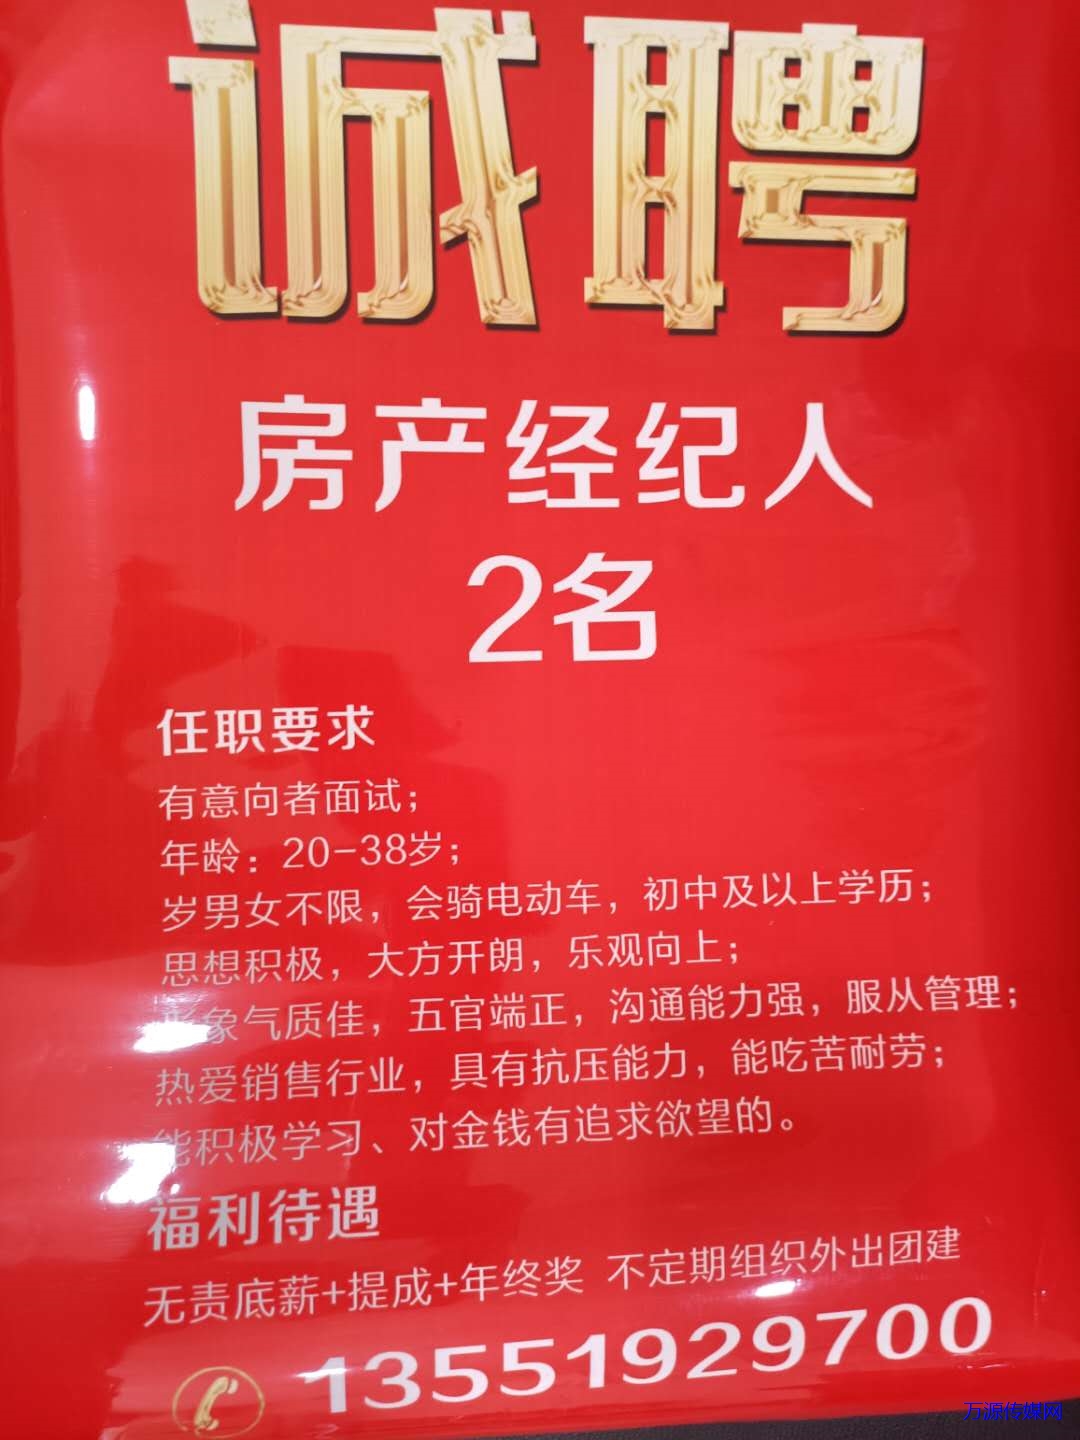 诚聘
房产经纪人
2名
任职要求
有意向者面试；
年龄：20-38岁；
岁男女不限，会骑电动车，初中及以上学历；
思想积极，大方开朗，乐观向上；
形象气质佳，五官端正，沟通能力强，服从管理；
热爱销售行业，具有抗压能力，能吃苦耐劳；
能积极学习、对金钱有追求欲望的。
福利待遇
无责底薪+提成+年终奖 不定期组织外出团建
13551929700
万源传媒网